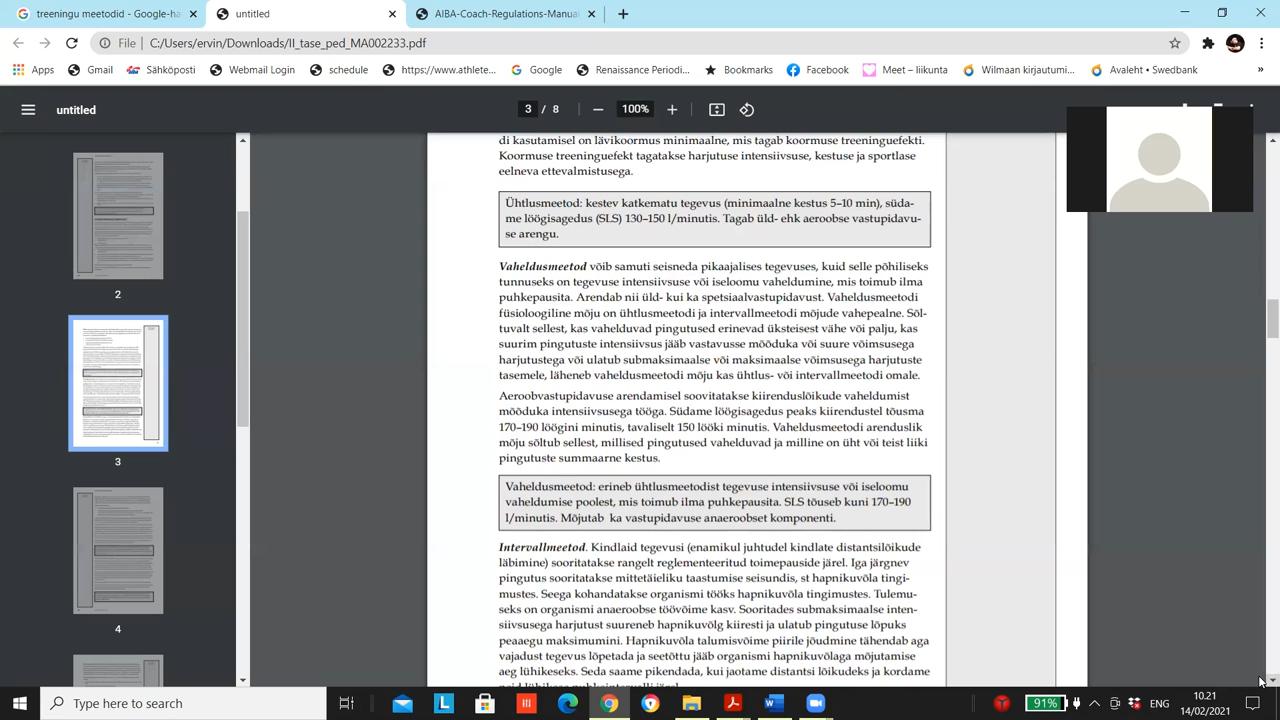 treeningu meetodid - Google-ha
untitled
AIBA-Coach-Regulations-Manual
File
C:/Users/ervin/Downloads/II_tase_ped_MA002233.pdf
Apps
Gmail
Sähköposti
Webmail Login
schedule
https://www.athlete...
Google
Renaissance Periodi...
Bookmarks
Facebook
Meet – liikunta
Wilmaan kirjautumi...
Avaleht • Swedbank
»
untitled
3 / 8
100%
2
3
4
di kasutamisel on lävikoormus minimaalne, mis tagab koormuse treeninguefekti.
Koormuse treeninguefekt tagatakse harjutuse intensiivsuse, kestuse ja sportlase
eelneva ettevalmistusega.
Ühtlusmeetod: kestev katkematu tegevus (minimaalne kestus 5–10 min), süda-
me löögisagedus (SLS) 130–150 l/minutis. Tagab üld- ehk aeroobse vastupidavu-
se arengu.
Vaheldusmeetod võib samuti seisneda pikaajalises tegevuses, kuid selle põhiliseks
tunnuseks on tegevuse intensiivsuse või iseloomu vaheldumine, mis toimub ilma
puhkepausita. Arendab nii üld- kui ka spetsiaalvastupidavust. Vaheldusmeetodi
füsioloogiline mõju on ühtlusmeetodi ja intervallmeetodi mõjude vahepealne. Sõl-
tuvalt sellest, kas vahelduvad pingutused erinevad üksteisest vähe või palju, kas
suurim pingutuste intensiivsus jääb vastavusse mõõduka või suure võimsusega
harjutustega või ulatub submaksimaalse või maksimaalse võimsusega harjutuste
tasemele, läheneb vaheldusmeetodi mõju kas ühtlus- või intervallmeetodi omale.
Aeroobvastupidavuse arendamisel soovitatakse kiirenduslõikude vaheldumist
mõõduka intensiivsusega tööga. Südame löögisagedus peaks kiirendustel tõusma
170–190 löögini minutis, tavaliselt 150 lööki minutis. Vaheldusmeetodi arenduslik
mõju sõltub sellest, millised pingutused vahelduvad ja milline on üht või teist liiki
pingutuste summaarne kestus.
Vaheldusmeetod: erineb ühtlusmeetodist tegevuse intensiivsuse või iseloomu
vaheldumise poolest, mis toimub ilma puhkepausita. SLS tõuseb kuni 170–190
l/minutis. Mõjutab ka vastupidavuse anaeroobset komponenti.
Intervallmeetod. Kindlaid tegevusi (enamikul juhtudel kindlate distantsilõikude
läbimine) sooritatakse rangelt reglementeeritud toimepauside järel. Iga järgnev
pingutus sooritatakse mittetäieliku taastumise seisundis, st hapnikuvõla tingi-
mustes. Seega kohandatakse organismi tööks hapnikuvõla tingimustes. Tulemu-
seks on organismi anaeroobse töövõime kasv. Sooritades submaksimaalse inten-
siivsusega harjutust suureneb hapnikuvõlg kiiresti ja ulatub pingutuse lõpuks
peaaegu maksimumini. Hapnikuvõla talumisvõime piirile jõudmine tähendab aga
vajadust tegevus lõpetada ja seetõttu jääb organismi hapnikuvõlaga mõjutamise
aeg lühikeseks. Seda saame pikendada, kui jaotame distantsi lõikudeks ja kordame
Type here to search
91%
ENG
10.21
14/02/2021